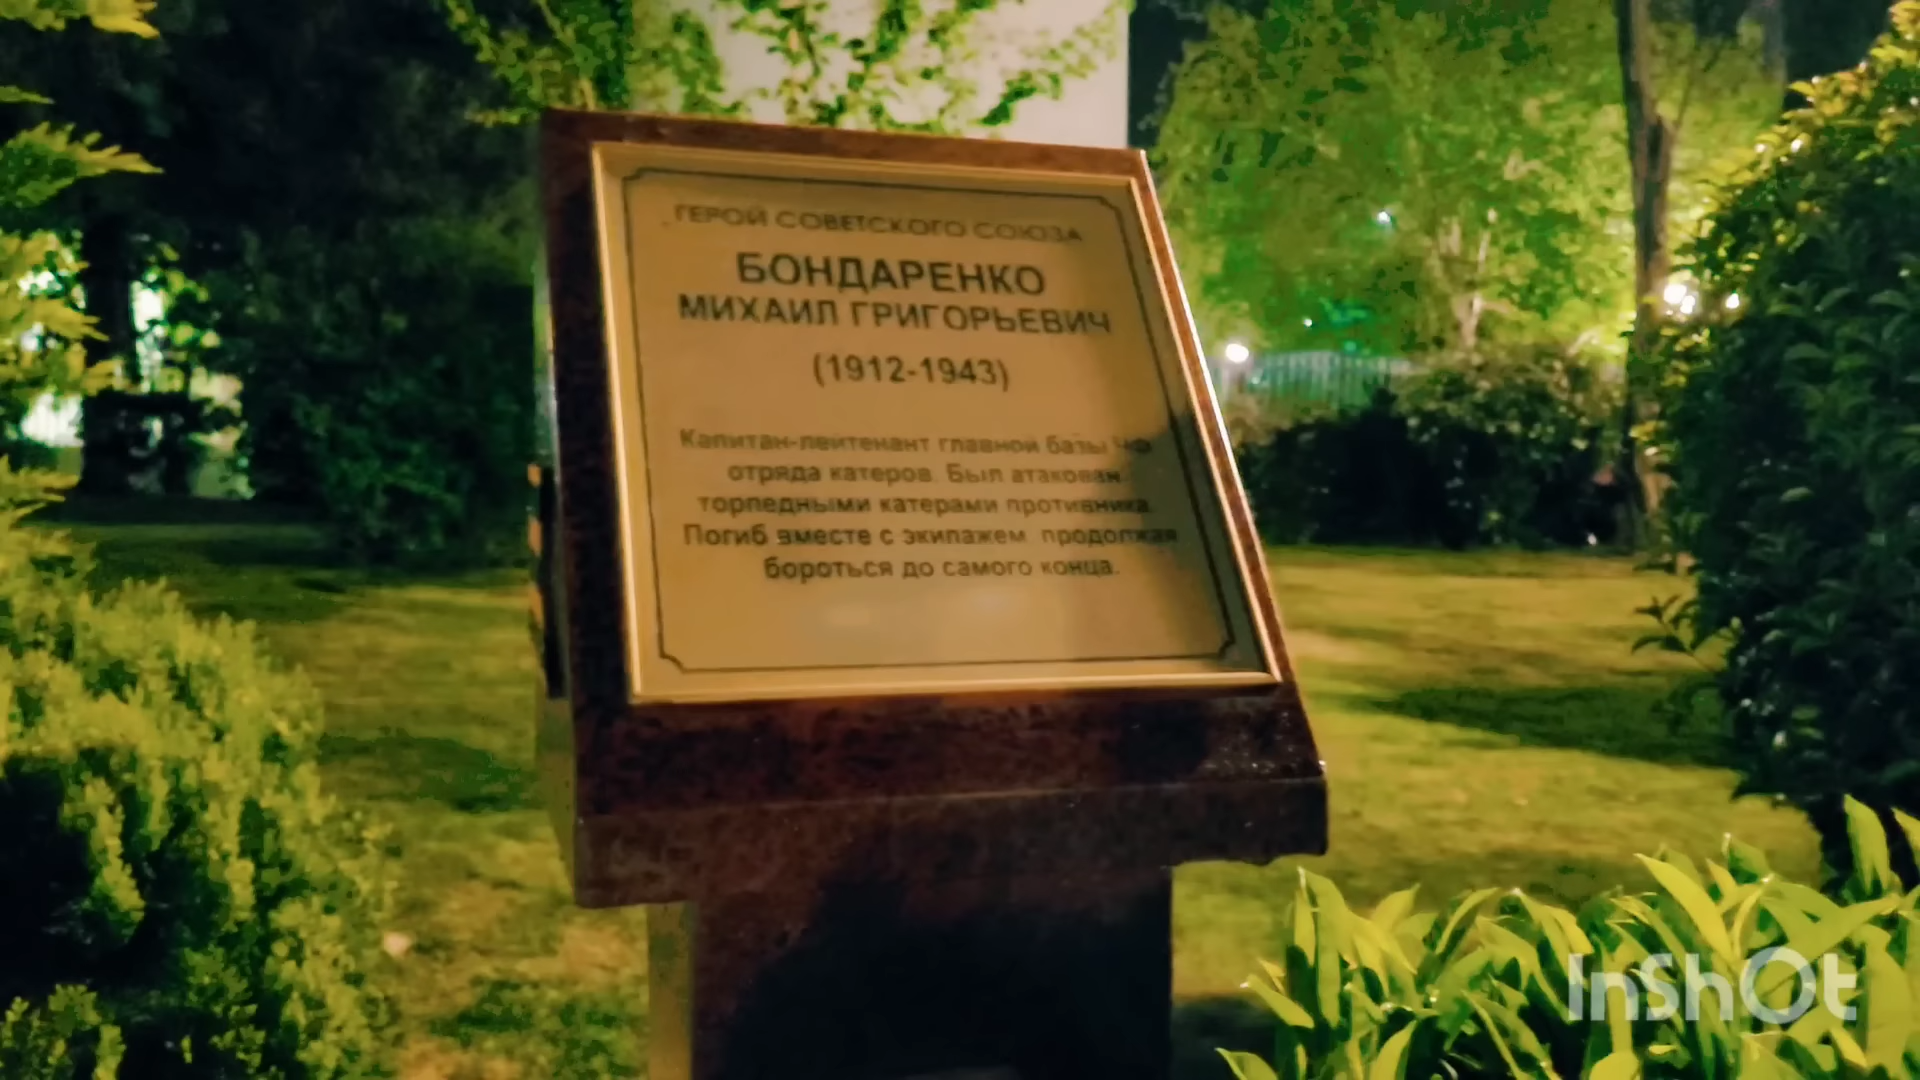 ГЕРОЙ СОВЕТСКОГО СОЮЗА
БОНДАРЕНКО
МИХАИЛ ГРИГОРЬЕВИЧ
(1912-1943)
Капитан-лейтенант главной базы
отряда катеров. Был атакован
торпедными катерами противника.
Погиб вместе с экипажем, продолжая
бороться до самого конца.
InShOt